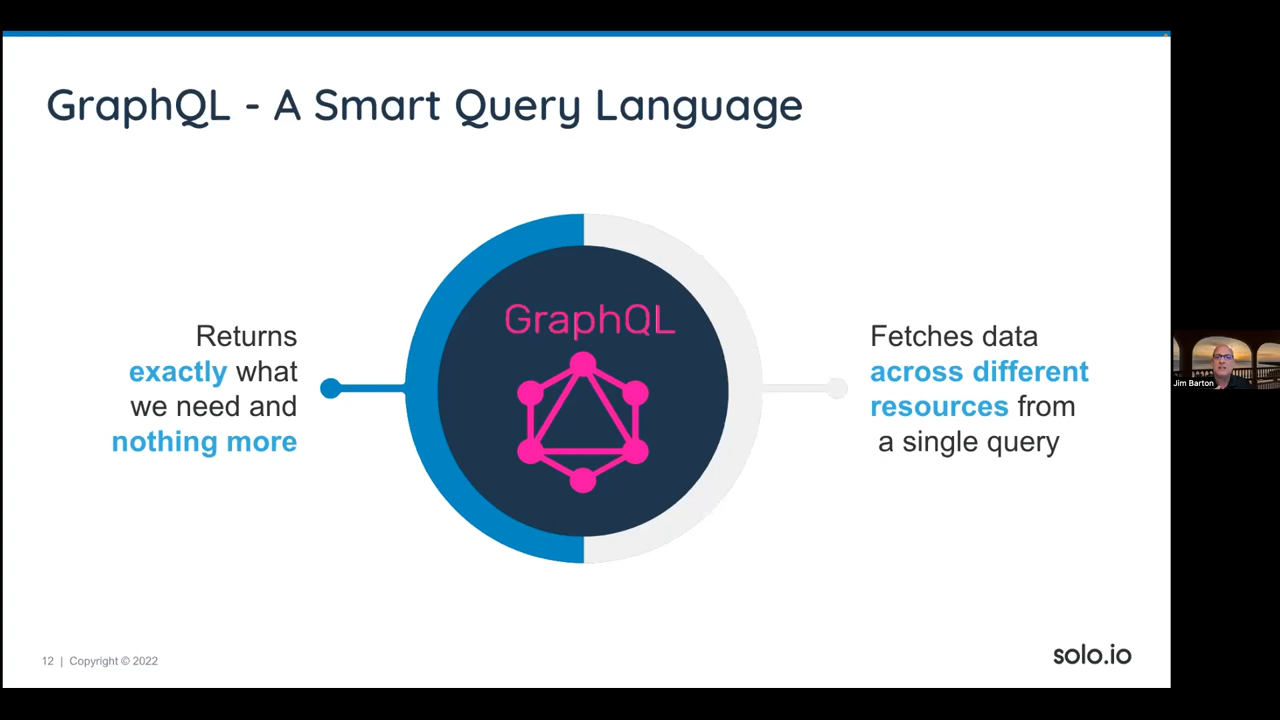 GraphQL - A Smart Query Language
Returns
exactly what
we need and
nothing more
GraphQL
Fetches data
across different
resources from
a single query
Jim Barton
12 | Copyright © 2022
solo.io